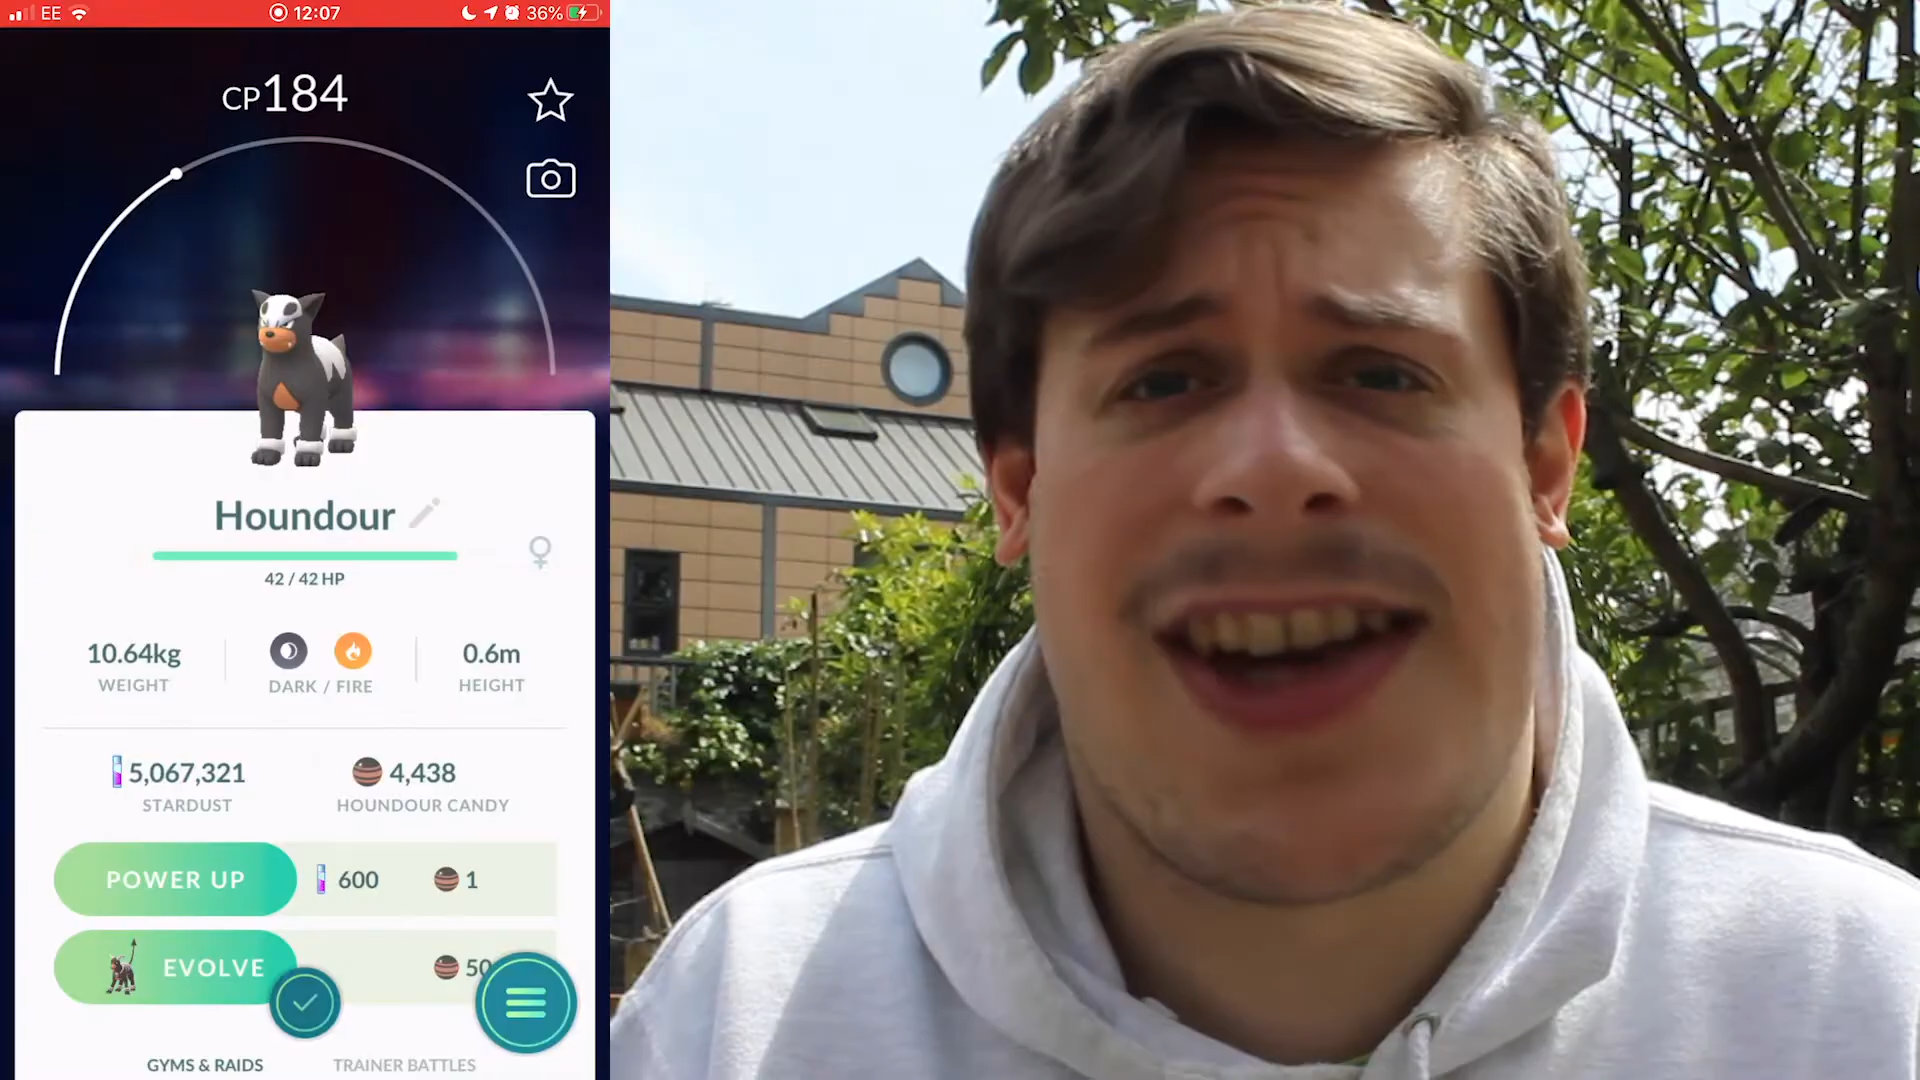 EE 12:07 36%
CP184
Houndour
42 / 42 HP
10.64kg 0.6m
WEIGHT DARK / FIRE HEIGHT
5,067,321 4,438
STARDUST HOUNDOUR CANDY
POWER UP 600 1
EVOLVE 50
GYMS & RAIDS TRAINER BATTLES